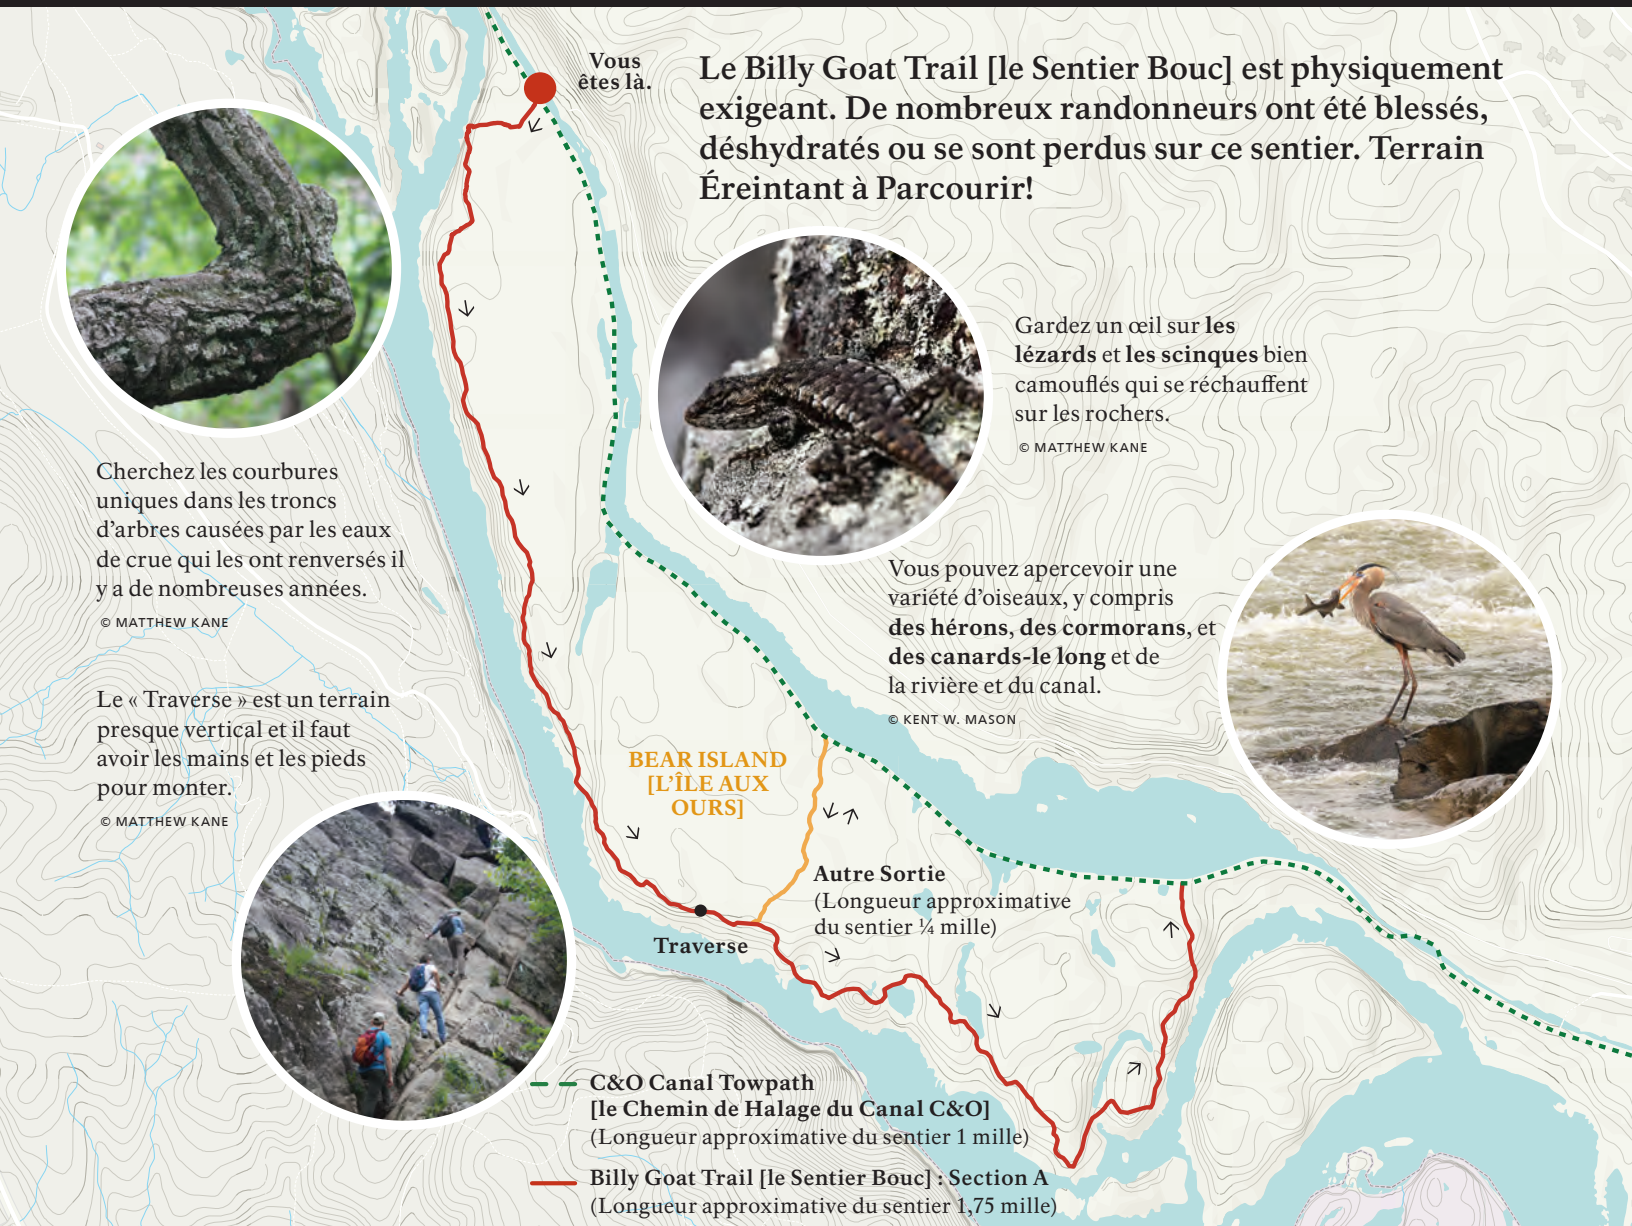 Vous
êtes là.
Le Billy Goat Trail [le Sentier Bouc] est physiquement
exigeant. De nombreux randonneurs ont été blessés,
déshydratés ou se sont perdus sur ce sentier. Terrain
Éreintant à Parcourir!
Gardez un œil sur les
lézards et les scinques bien
camouflés qui se réchauffent
sur les rochers.
© MATTHEW KANE
Cherchez les courbures
uniques dans les troncs
d’arbres causées par les eaux
de crue qui les ont renversés il
y a de nombreuses années.
© MATTHEW KANE
Vous pouvez apercevoir une
variété d’oiseaux, y compris
des hérons, des cormorans, et
des canards-le long et de
la rivière et du canal.
© KENT W. MASON
Le « Traverse » est un terrain
presque vertical et il faut
avoir les mains et les pieds
pour monter.
© MATTHEW KANE
BEAR ISLAND
[L’ÎLE AUX
OURS]
Autre Sortie
(Longueur approximative
du sentier ¼ mille)
Traverse
C&O Canal Towpath
[le Chemin de Halage du Canal C&O]
(Longueur approximative du sentier 1 mille)
Billy Goat Trail [le Sentier Bouc] : Section A
(Longueur approximative du sentier 1,75 mille)